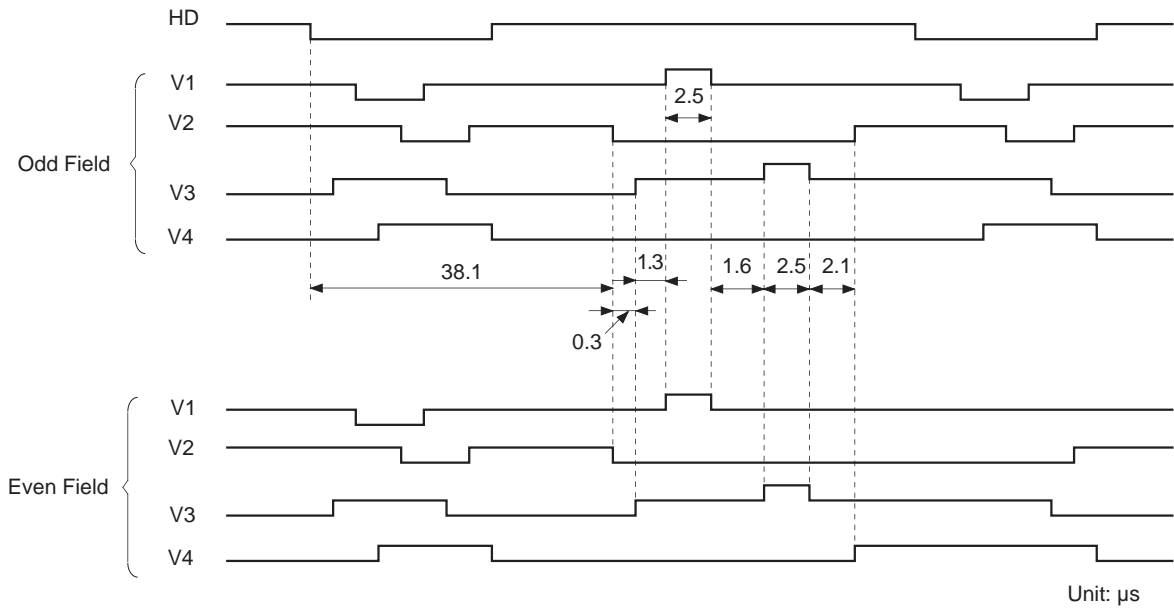 HD
V1
2.5
V2
Odd Field
V3
V4
38.1
1.3
1.6
2.5
2.1
0.3
V1
V2
Even Field
V3
V4
Unit: µs